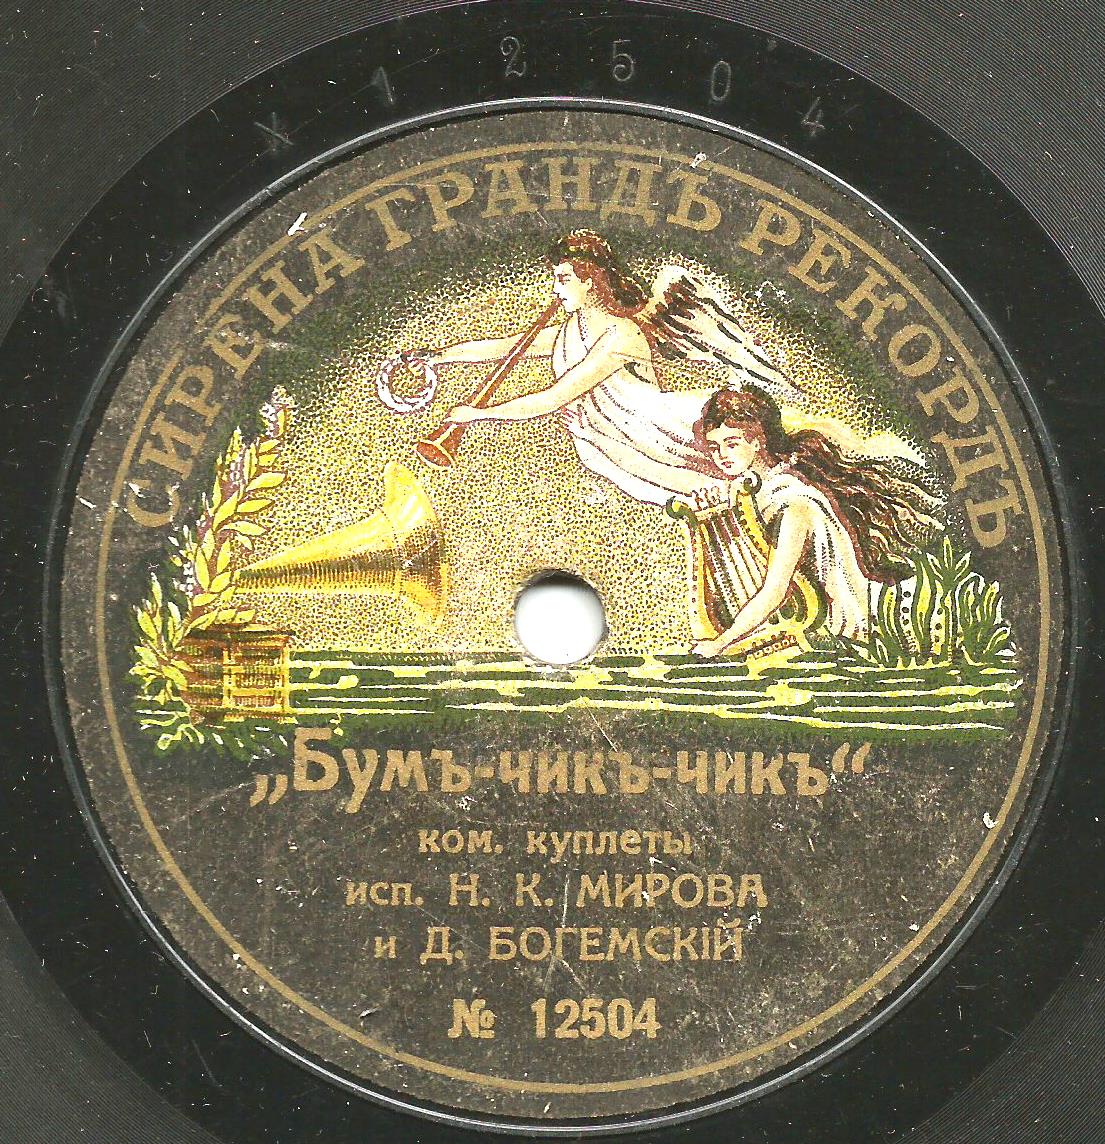 X 12504
СИРЕНА ГРАНДЪ РЕКОРДЪ
„Бумъ-чикъ-чикъ“
ком. куплеты
исп. Н. К. МИРОВА
и Д. БОГЕМСКІЙ
№ 12504